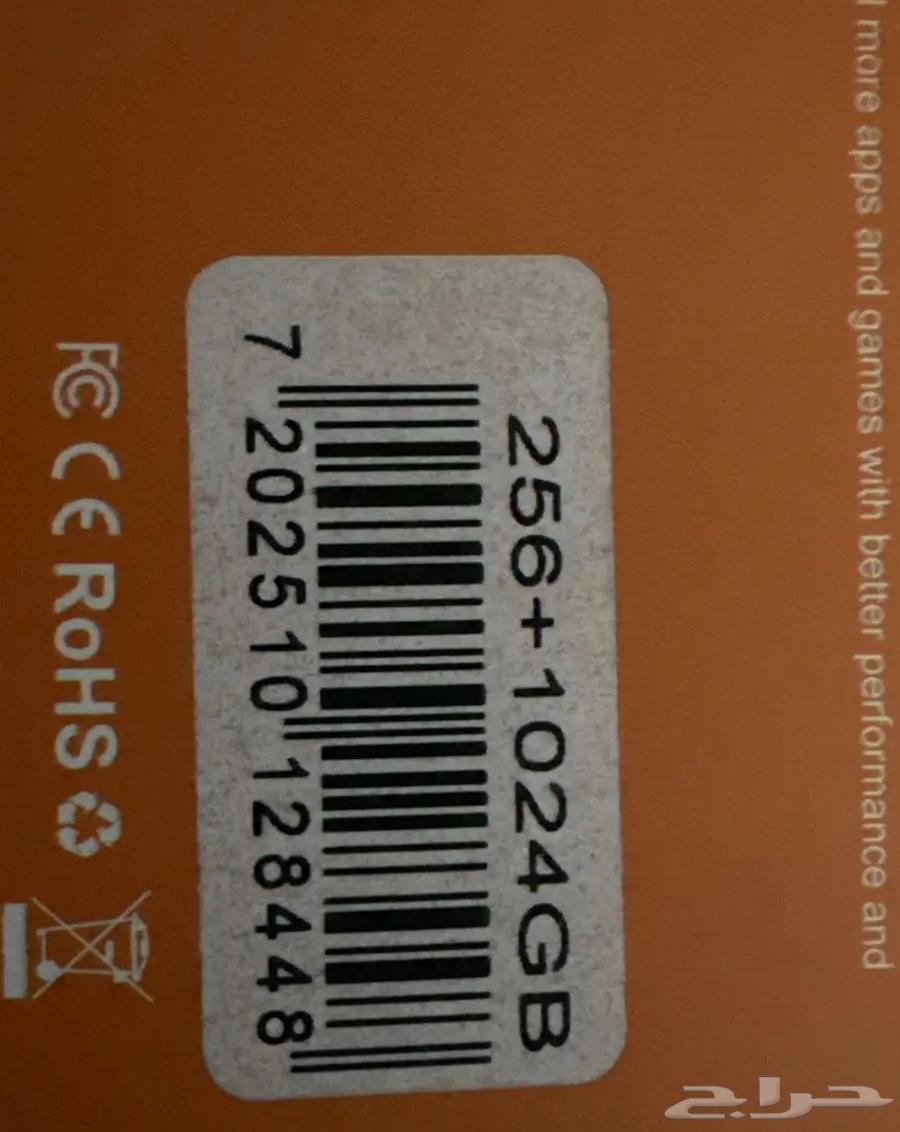 l more apps and games with better performance and
256+1024GB
7 202510 128448
FC CE RoHS
حراج